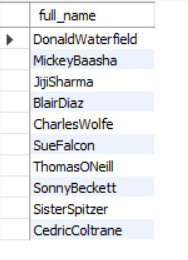 full_name
DonaldWaterfield
MickeyBaasha
JijiSharma
BlairDiaz
CharlesWolfe
SueFalcon
ThomasONeill
SonnyBeckett
SisterSpitzer
CedricColtrane